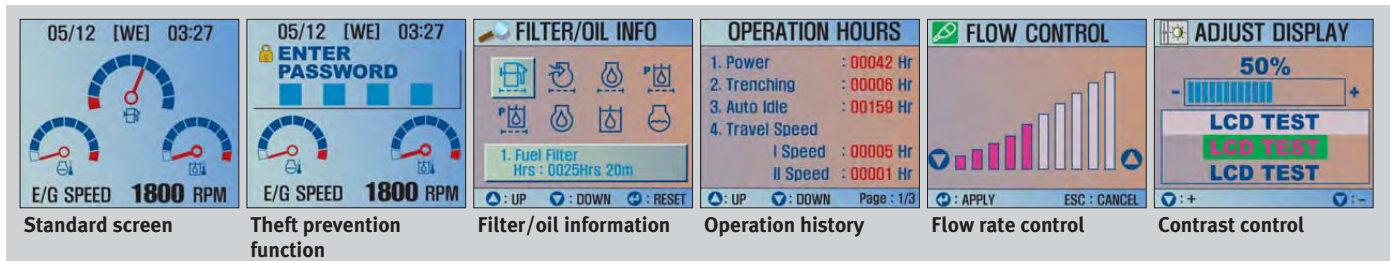 05/12 [WE] 03:27
E/G SPEED 1800 RPM
Standard screen
05/12 [WE] 03:27
ENTER
PASSWORD
E/G SPEED 1800 RPM
Theft prevention
function
FILTER/OIL INFO
P
P
1. Fuel Filter
Hrs : 0025Hrs 20m
: UP : DOWN : RESET
Filter/oil information
OPERATION HOURS
1. Power : 00042 Hr
2. Trenching : 00006 Hr
3. Auto Idle : 00159 Hr
4. Travel Speed
I Speed : 00005 Hr
II Speed : 00001 Hr
: UP : DOWN Page : 1/3
Operation history
FLOW CONTROL
: APPLY ESC : CANCEL
Flow rate control
ADJUST DISPLAY
50%
- +
LCD TEST
LCD TEST
LCD TEST
: + : -
Contrast control